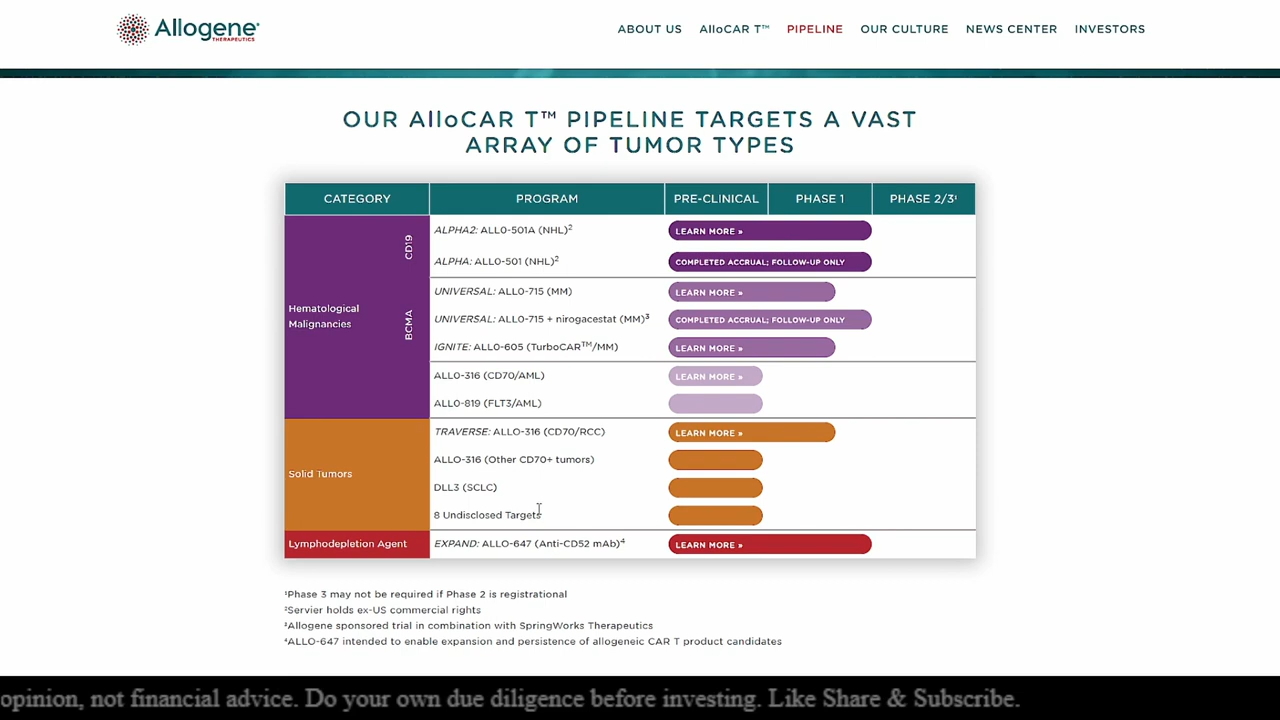 Allogene
THERAPEUTICS
ABOUT US AlloCAR T™ PIPELINE OUR CULTURE NEWS CENTER INVESTORS
OUR AlloCAR T™ PIPELINE TARGETS A VAST
ARRAY OF TUMOR TYPES
CATEGORY PROGRAM PRE-CLINICAL PHASE 1 PHASE 2/3¹
Hematological
Malignancies
CD19
ALPHA2: ALLO-501A (NHL)² LEARN MORE »
ALPHA: ALLO-501 (NHL)² COMPLETED ACCRUAL; FOLLOW-UP ONLY
BCMA
UNIVERSAL: ALLO-715 (MM) LEARN MORE »
UNIVERSAL: ALLO-715 + nirogacestat (MM)³ COMPLETED ACCRUAL; FOLLOW-UP ONLY
IGNITE: ALLO-605 (TurboCAR™/MM) LEARN MORE »
ALLO-316 (CD70/AML) LEARN MORE »
ALLO-819 (FLT3/AML)
Solid Tumors
TRAVERSE: ALLO-316 (CD70/RCC) LEARN MORE »
ALLO-316 (Other CD70+ tumors)
DLL3 (SCLC)
8 Undisclosed Targets
Lymphodepletion Agent EXPAND: ALLO-647 (Anti-CD52 mAb)⁴ LEARN MORE »
¹Phase 3 may not be required if Phase 2 is registrational
²Servier holds ex-US commercial rights
³Allogene sponsored trial in combination with SpringWorks Therapeutics
⁴ALLO-647 intended to enable expansion and persistence of allogeneic CAR T product candidates
opinion, not financial advice. Do your own due diligence before investing. Like Share & Subscribe.